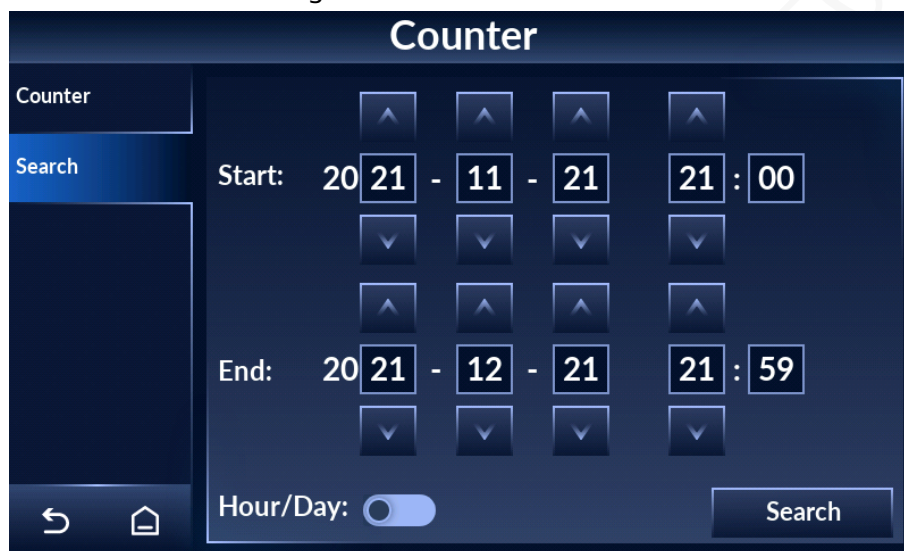 Counter
Counter
Search
Start: 20 21 - 11 - 21 21 : 00
End: 20 21 - 12 - 21 21 : 59
Hour/Day:
Search